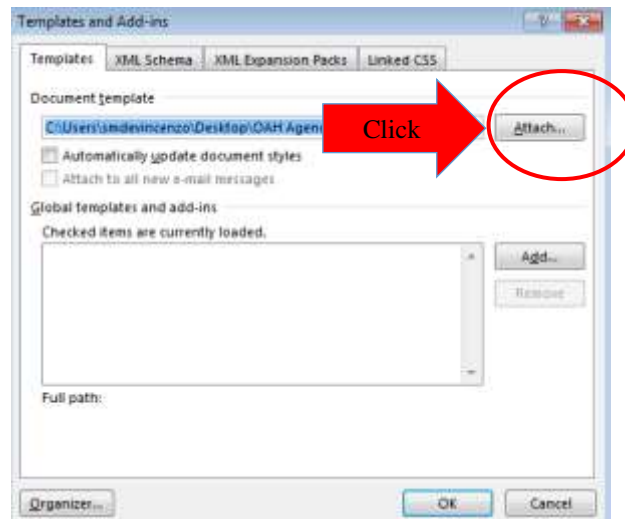 Templates and Add-ins
Templates XML Schema XML Expansion Packs Linked CSS
Document template
C:\Users\smdevincenzo\Desktop\OAH Agen Click Attach...
Automatically update document styles
Attach to all new e-mail messages
Global templates and add-ins
Checked items are currently loaded.
Add...
Remove
Full path:
Organizer... OK Cancel